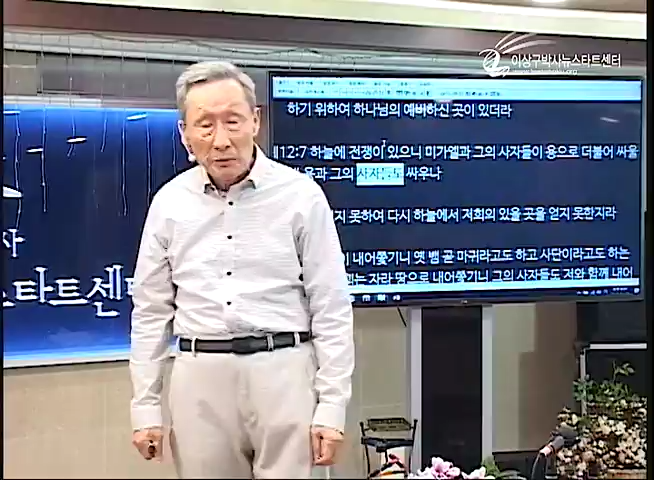 이상구박사뉴스타트센터
하기 위하여 하나님의 예비하신 곳이 있더라
12:7 하늘에 전쟁이 있으니 미가엘과 그의 사자들이 용으로 더불어 싸울
용과 그의 사자들도 싸우나
지 못하여 다시 하늘에서 저희의 있을 곳을 얻지 못한지라
이 내어쫓기니 옛 뱀 곧 마귀라고도 하고 사단이라고도 하는
는 자라 땅으로 내어쫓기니 그의 사자들도 저와 함께 내어
자
스타트센터